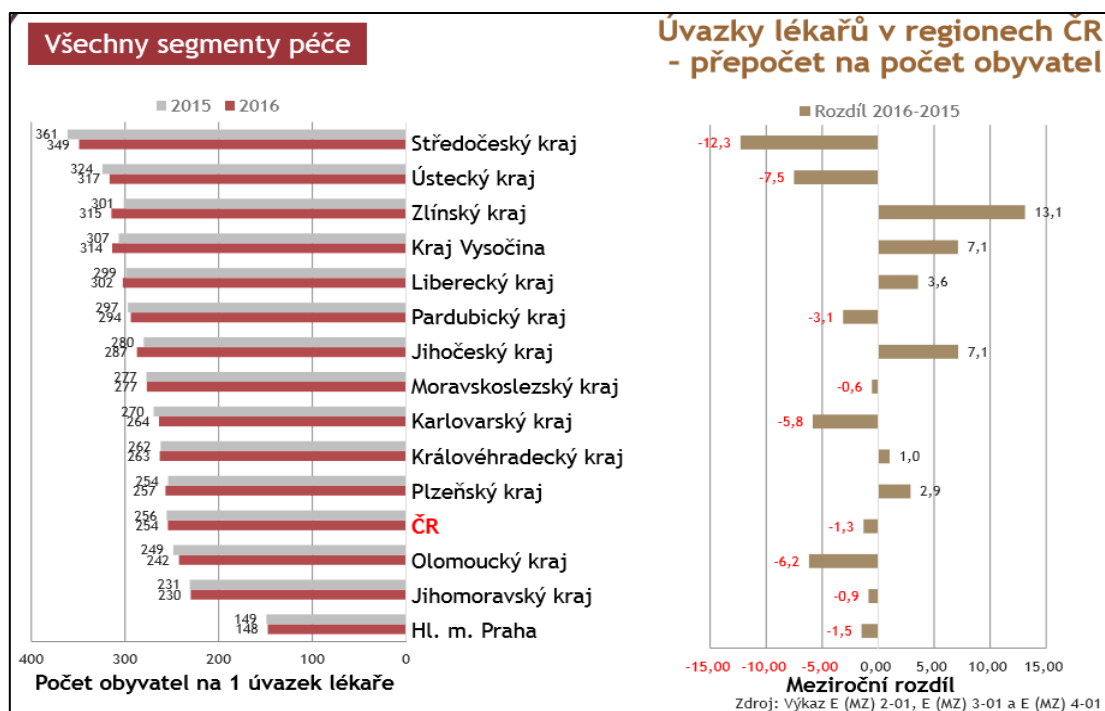 Všechny segmenty péče
Úvazky lékařů v regionech ČR
- přepočet na počet obyvatel
2015 2016
Rozdíl 2016-2015
361
349
Středočeský kraj
-12,3
324
317
Ústecký kraj
-7,5
301
315
Zlínský kraj
13,1
307
314
Kraj Vysočina
7,1
299
302
Liberecký kraj
3,6
297
294
Pardubický kraj
-3,1
280
287
Jihočeský kraj
7,1
277
277
Moravskoslezský kraj
-0,6
270
264
Karlovarský kraj
-5,8
262
263
Královéhradecký kraj
1,0
254
257
Plzeňský kraj
2,9
256
254
ČR
-1,3
249
242
Olomoucký kraj
-6,2
231
230
Jihomoravský kraj
-0,9
149
148
Hl. m. Praha
-1,5
400 300 200 100 0
-15,00 -10,00 -5,00 0,00 5,00 10,00 15,00
Počet obyvatel na 1 úvazek lékaře
Meziroční rozdíl
Zdroj: Výkaz E (MZ) 2-01, E (MZ) 3-01 a E (MZ) 4-01